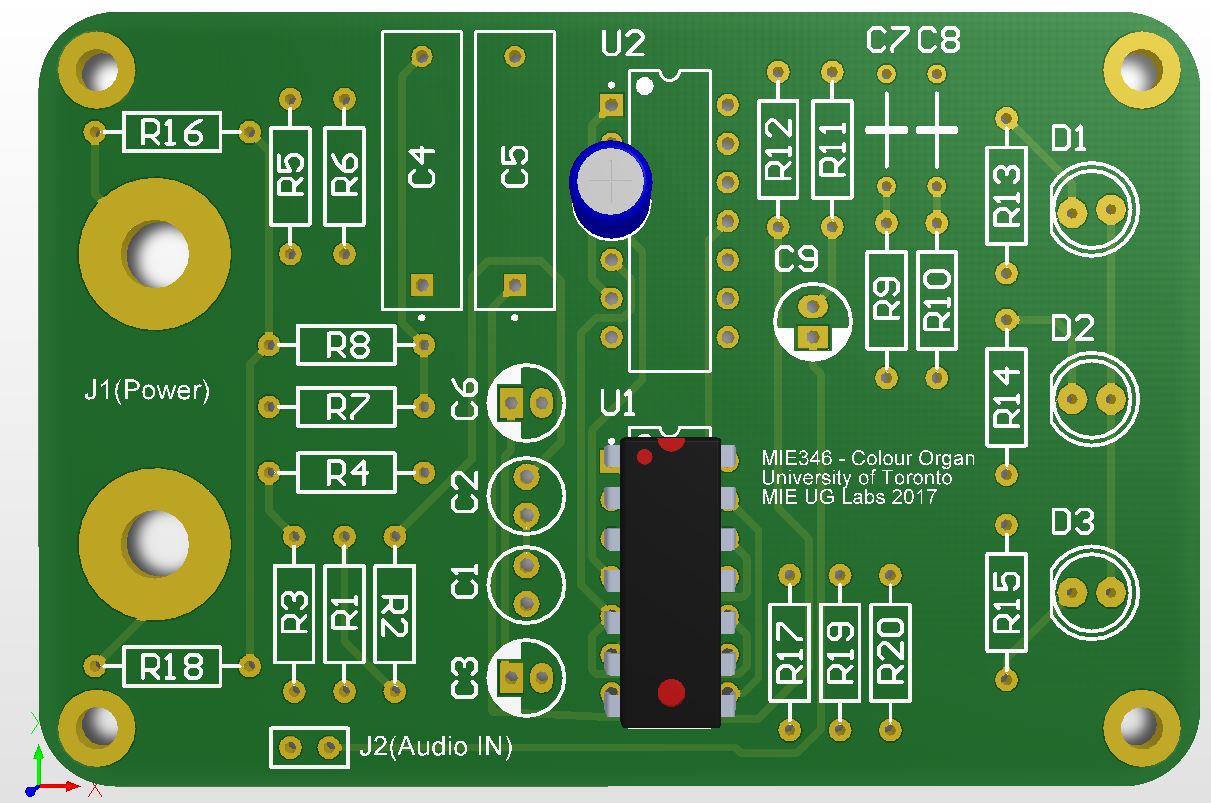 U2
C7 C8
R16
R5
R6
C4
C5
R12
R11
D1
R13
C9
R9
R10
R8
D2
R14
J1(Power)
R7
C6
U1
R4
C2
MIE346 - Colour Organ
University of Toronto
MIE UG Labs 2017
D3
C1
R3
R1
R2
R15
R17
R19
R20
R18
C3
J2(Audio IN)
Y
X